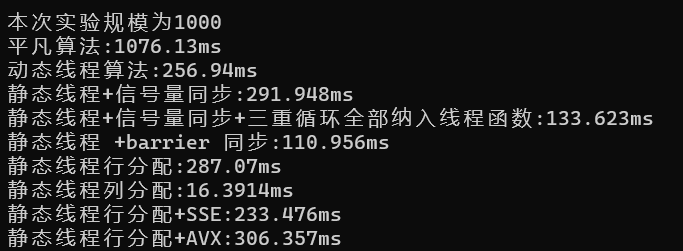 本次实验规模为1000
平凡算法:1076.13ms
动态线程算法:256.94ms
静态线程+信号量同步:291.948ms
静态线程+信号量同步+三重循环全部纳入线程函数:133.623ms
静态线程 +barrier 同步:110.956ms
静态线程行分配:287.07ms
静态线程列分配:16.3914ms
静态线程行分配+SSE:233.476ms
静态线程行分配+AVX:306.357ms